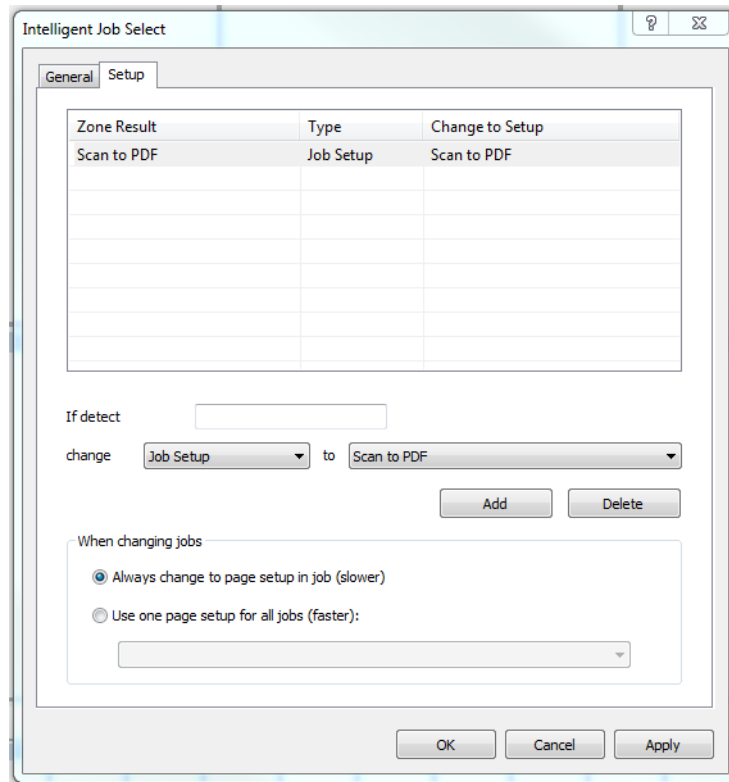 Intelligent Job Select
General Setup
Zone Result Type Change to Setup
Scan to PDF Job Setup Scan to PDF
If detect
change Job Setup to Scan to PDF
Add Delete
When changing jobs
Always change to page setup in job (slower)
Use one page setup for all jobs (faster):
OK Cancel Apply